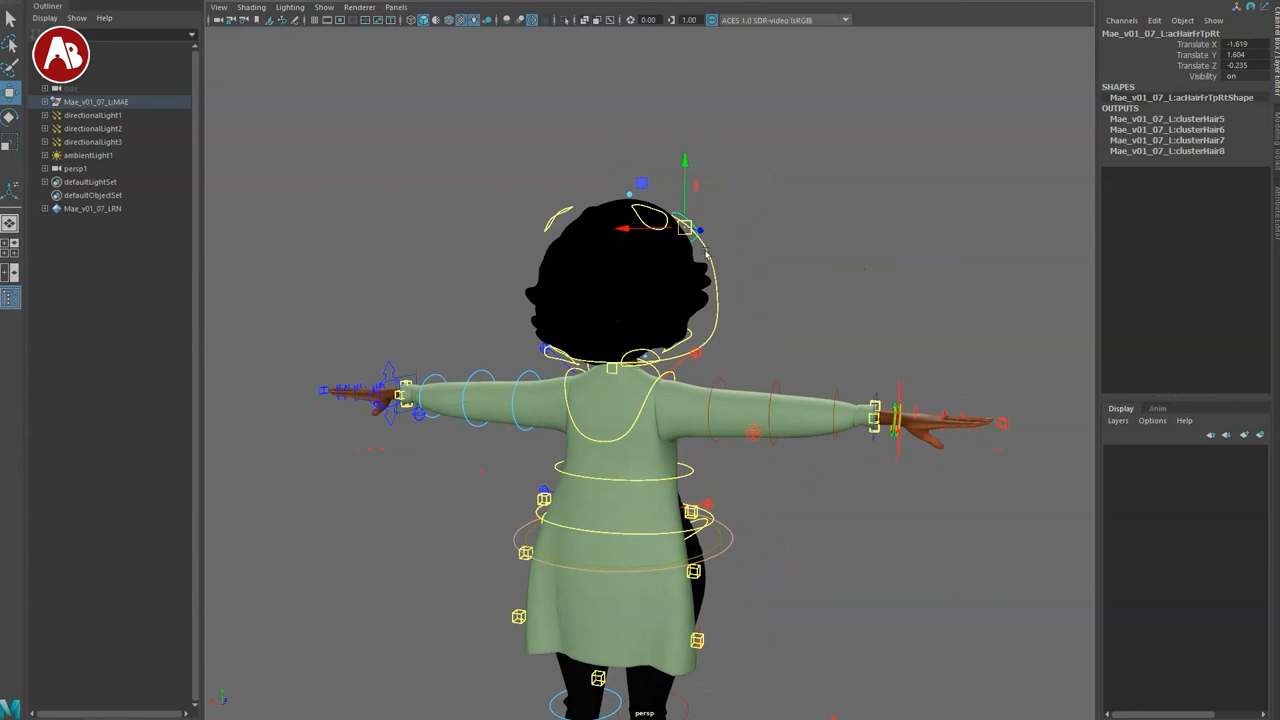 Outliner
View Shading Lighting Show Renderer Panels
Channels Edit Object Show
Display Show Help
0.00 1.00 ACES 1.0 SDR-video (sRGB)
AB
side
Mae_v01_07_L:MAE
directionalLight1
directionalLight2
directionalLight3
ambientLight1
persp1
defaultLightSet
defaultObjectSet
Mae_v01_07_LRN
Mae_v01_07_L:acHairFrTpRt
Translate X -1.619
Translate Y 1.604
Translate Z -0.235
Visibility on
SHAPES
Mae_v01_07_L:acHairFrTpRtShape
OUTPUTS
Mae_v01_07_L:clusterHair5
Mae_v01_07_L:clusterHair6
Mae_v01_07_L:clusterHair7
Mae_v01_07_L:clusterHair8
Display Anim
Layers Options Help
persp